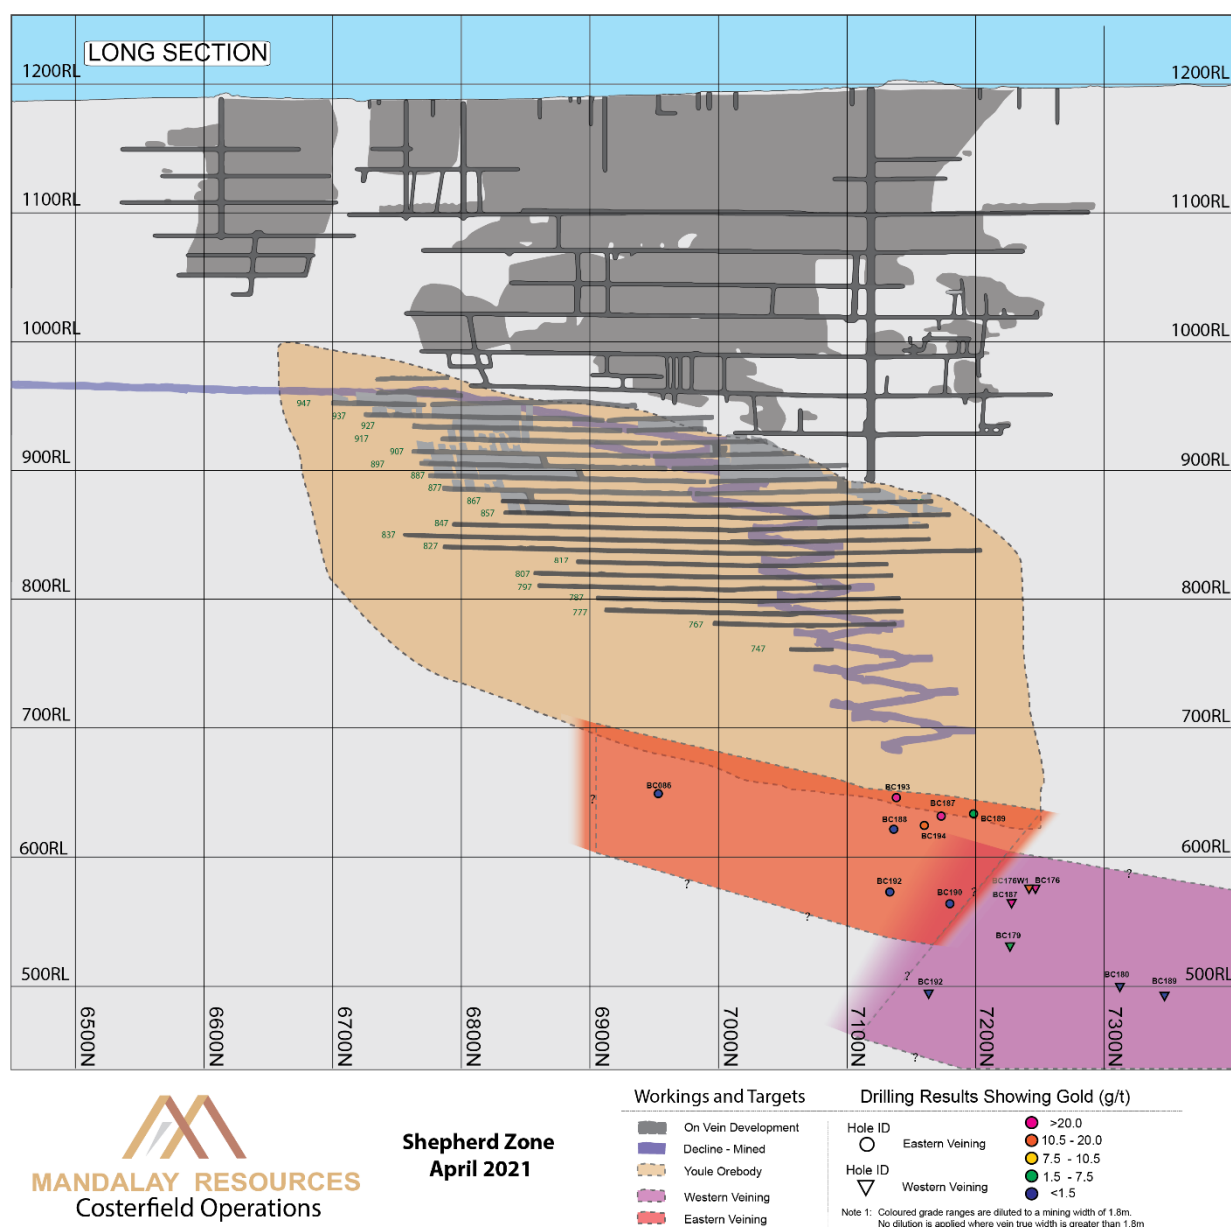 LONG SECTION
1200RL
1200RL
1100RL
1100RL
1000RL
1000RL
947
937
927
917
907
900RL
900RL
897
887
877
867
857
847
837
827
817
807
800RL
800RL
797
787
777
767
747
700RL
700RL
BC086
BC193
BC187
BC189
BC188
BC194
?
600RL
600RL
?
BC192
BC190
BC176W1
BC176
?
BC187
?
?
BC179
?
500RL
500RL
BC192
BC180
BC189
?
6500N
6600N
6700N
6800N
6900N
7000N
7100N
7200N
7300N
MANDALAY RESOURCES
Costerfield Operations
Shepherd Zone
April 2021
Workings and Targets
On Vein Development
Decline - Mined
Youle Orebody
Western Veining
Eastern Veining
Drilling Results Showing Gold (g/t)
Hole ID
Eastern Veining
Hole ID
Western Veining
>20.0
10.5 - 20.0
7.5 - 10.5
1.5 - 7.5
<1.5
Note 1: Coloured grade ranges are diluted to a mining width of 1.8m.
No dilution is applied where vein true width is greater than 1.8m